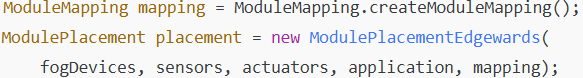 ModuleMapping mapping = ModuleMapping.createModuleMapping();
ModulePlacement placement = new ModulePlacementEdgewards(
fogDevices, sensors, actuators, application, mapping);